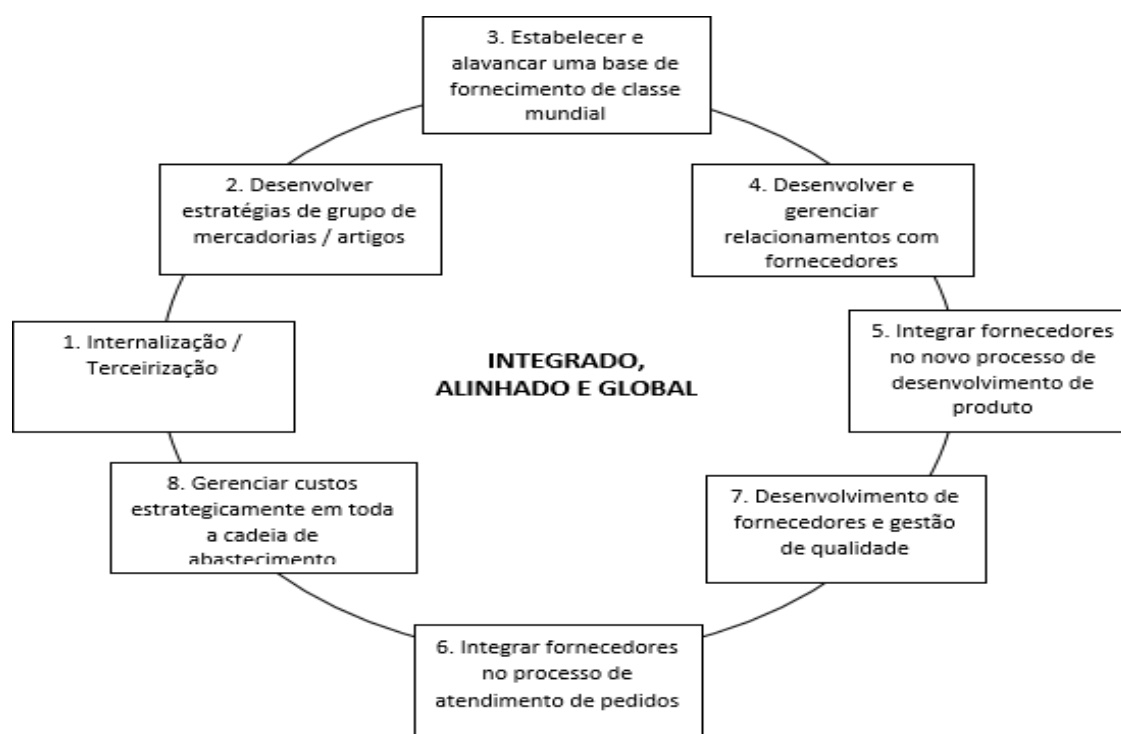 3. Estabelecer e
alavancar uma base de
fornecimento de classe
mundial
2. Desenvolver
estratégias de grupo de
mercadorias / artigos
4. Desenvolver e
gerenciar
relacionamentos com
fornecedores
1. Internalização /
Terceirização
INTEGRADO,
ALINHADO E GLOBAL
5. Integrar fornecedores
no novo processo de
desenvolvimento de
produto
8. Gerenciar custos
estrategicamente em toda
a cadeia de
abastecimento
7. Desenvolvimento de
fornecedores e gestão
de qualidade
6. Integrar fornecedores
no processo de
atendimento de pedidos